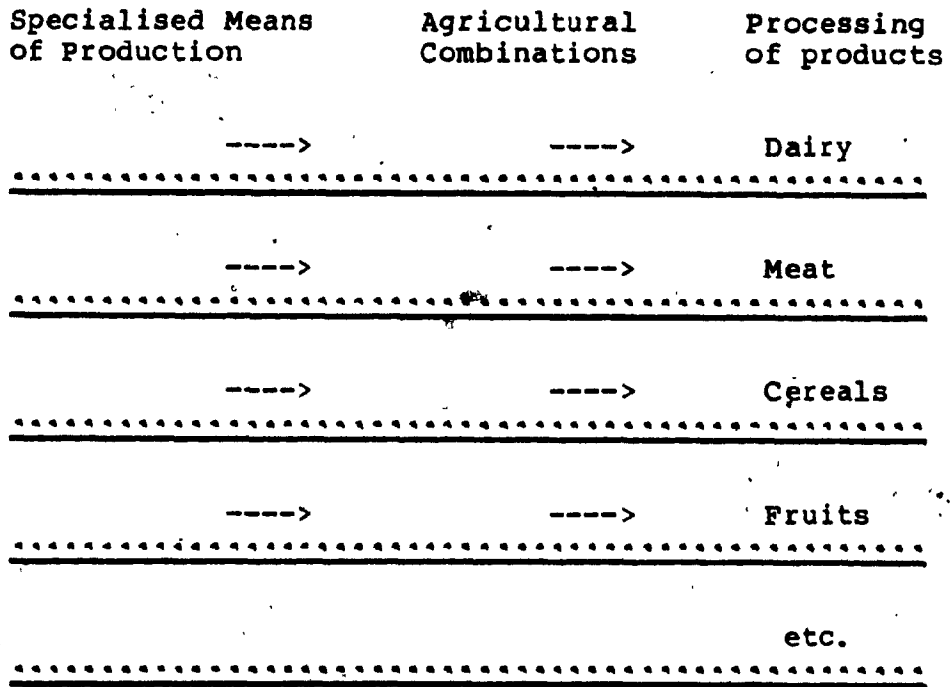 Specialised Means Agricultural Processing
of Production Combinations of products
----> ----> Dairy
----> ----> Meat
----> ----> Cereals
----> ----> Fruits
etc.